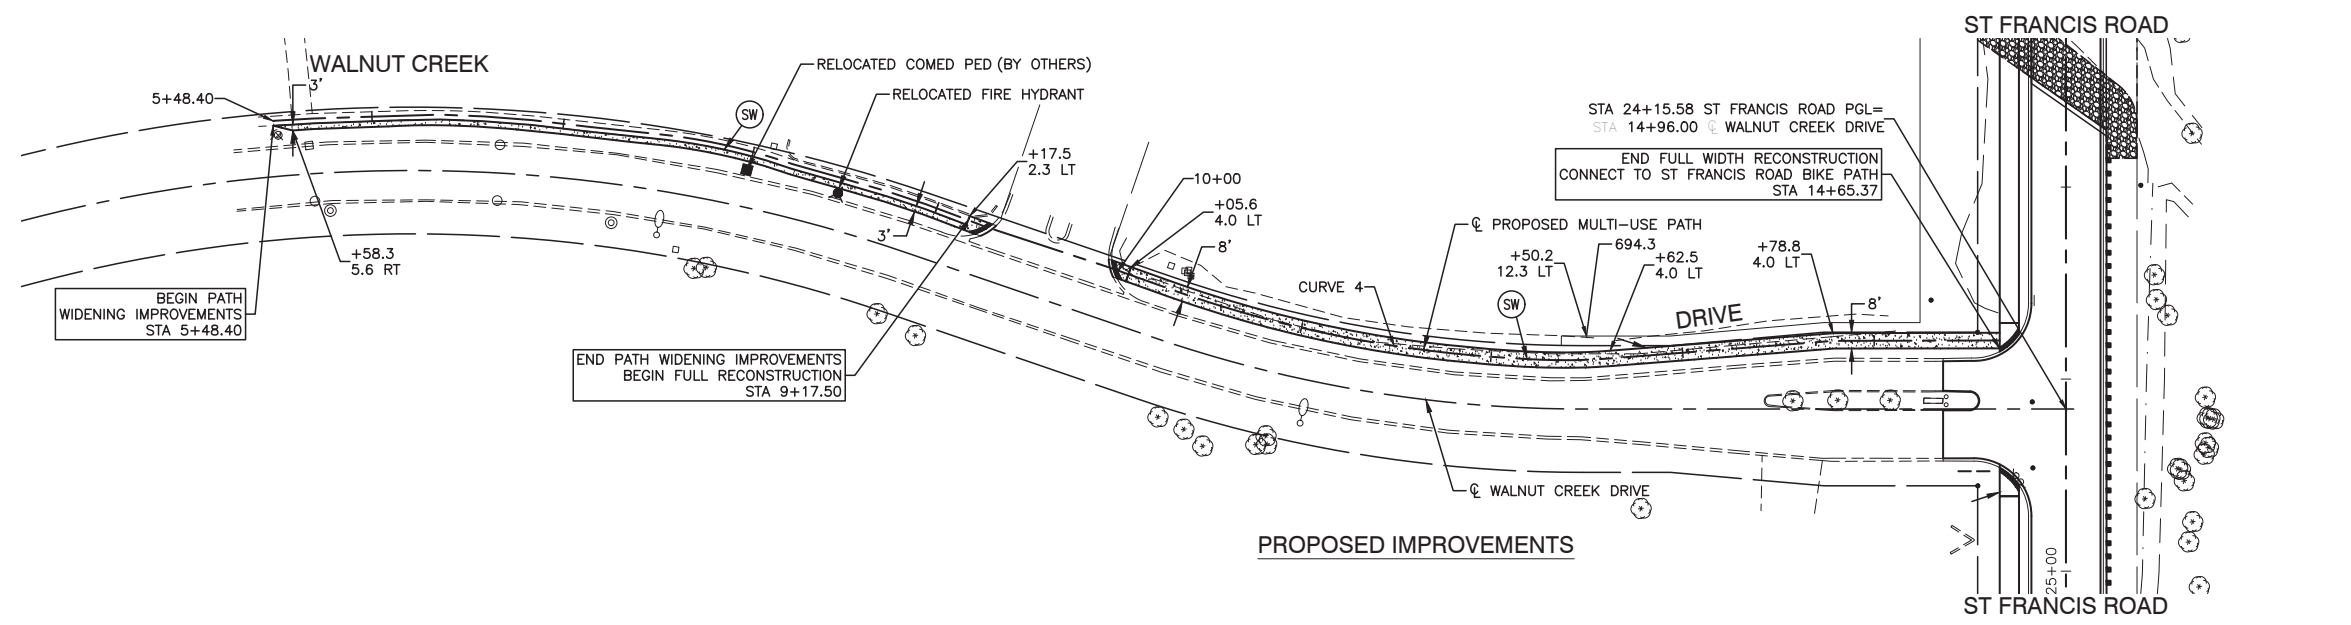 ST FRANCIS ROAD
WALNUT CREEK
3'
5+48.40
RELOCATED COMED PED (BY OTHERS)
RELOCATED FIRE HYDRANT
SW
STA 24+15.58 ST FRANCIS ROAD PGL=
STA 14+96.00 ℄ WALNUT CREEK DRIVE
END FULL WIDTH RECONSTRUCTION
CONNECT TO ST FRANCIS ROAD BIKE PATH
STA 14+65.37
+17.5
2.3 LT
10+00
+05.6
4.0 LT
8'
3'
℄ PROPOSED MULTI-USE PATH
+50.2
12.3 LT
694.3
+62.5
4.0 LT
+78.8
4.0 LT
+58.3
5.6 RT
CURVE 4
SW
DRIVE
8'
BEGIN PATH
WIDENING IMPROVEMENTS
STA 5+48.40
END PATH WIDENING IMPROVEMENTS
BEGIN FULL RECONSTRUCTION
STA 9+17.50
℄ WALNUT CREEK DRIVE
PROPOSED IMPROVEMENTS
25+00
ST FRANCIS ROAD